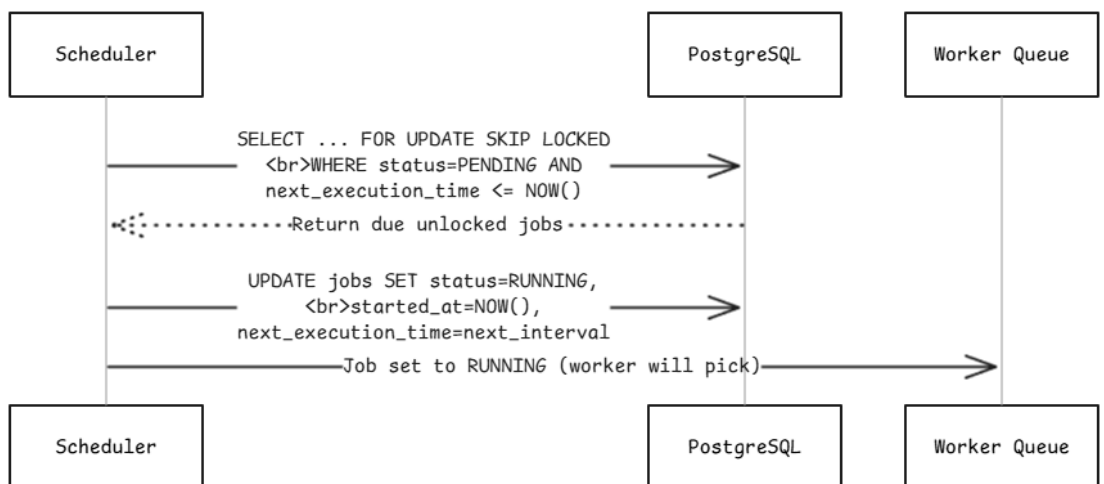 Scheduler
PostgreSQL
Worker Queue
SELECT ... FOR UPDATE SKIP LOCKED
<br>WHERE status=PENDING AND
next_execution_time <= NOW()
Return due unlocked jobs
UPDATE jobs SET status=RUNNING,
<br>started_at=NOW(),
next_execution_time=next_interval
Job set to RUNNING (worker will pick)
Scheduler
PostgreSQL
Worker Queue